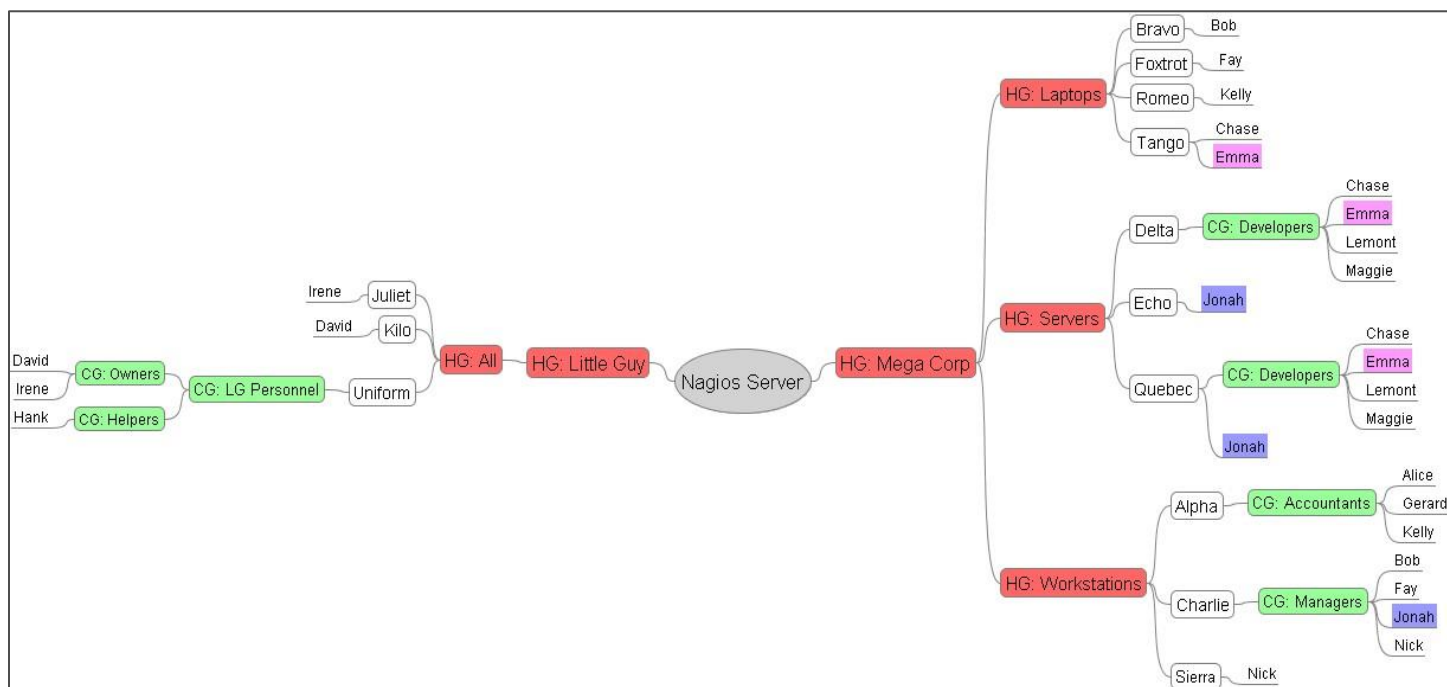 Bravo
Bob
Foxtrot
Fay
HG: Laptops
Romeo
Kelly
Tango
Chase
Emma
Delta
CG: Developers
Chase
Emma
Lemont
Maggie
HG: Servers
Echo
Jonah
Quebec
CG: Developers
Chase
Emma
Lemont
Maggie
Jonah
Irene
Juliet
David
Kilo
HG: All
HG: Little Guy
Nagios Server
HG: Mega Corp
David
CG: Owners
Irene
CG: LG Personnel
Uniform
Hank
CG: Helpers
Alpha
CG: Accountants
Alice
Gerard
Kelly
HG: Workstations
Charlie
CG: Managers
Bob
Fay
Jonah
Nick
Sierra
Nick